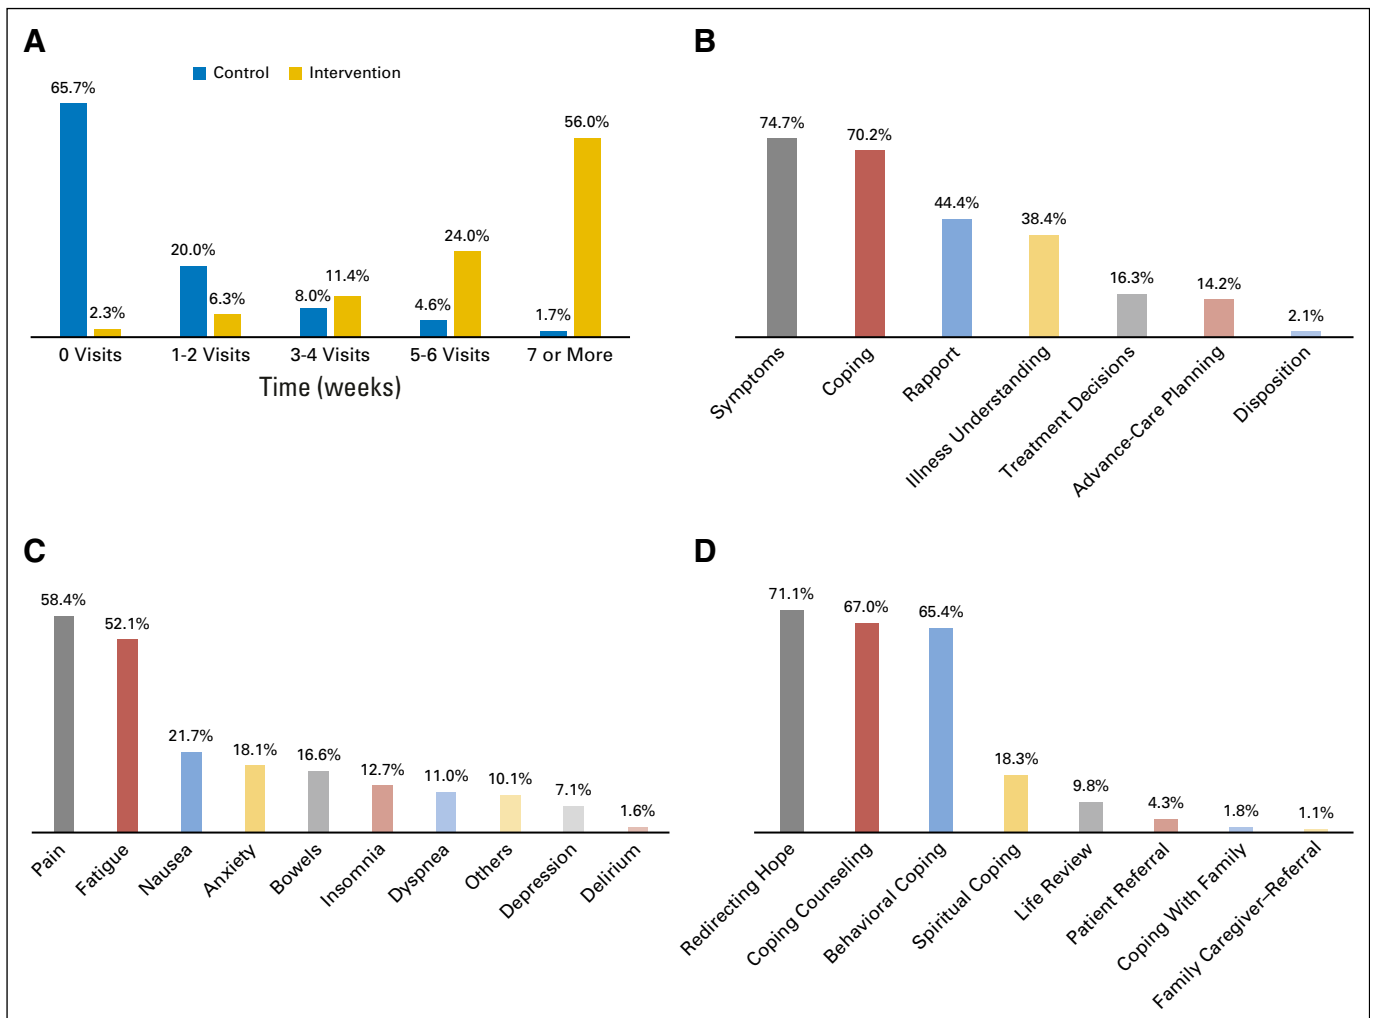 A
Control Intervention
65.7%
2.3%
20.0%
6.3%
8.0%
11.4%
4.6%
24.0%
1.7%
56.0%
0 Visits 1-2 Visits 3-4 Visits 5-6 Visits 7 or More
Time (weeks)
B
74.7%
70.2%
44.4%
38.4%
16.3%
14.2%
2.1%
Symptoms
Coping
Rapport
Illness Understanding
Treatment Decisions
Advance-Care Planning
Disposition
C
58.4%
52.1%
21.7%
18.1%
16.6%
12.7%
11.0%
10.1%
7.1%
1.6%
Pain
Fatigue
Nausea
Anxiety
Bowels
Insomnia
Dyspnea
Others
Depression
Delirium
D
71.1%
67.0%
65.4%
18.3%
9.8%
4.3%
1.8%
1.1%
Redirecting Hope
Coping Counseling
Behavioral Coping
Spiritual Coping
Life Review
Patient Referral
Coping With Family
Family Caregiver–Referral